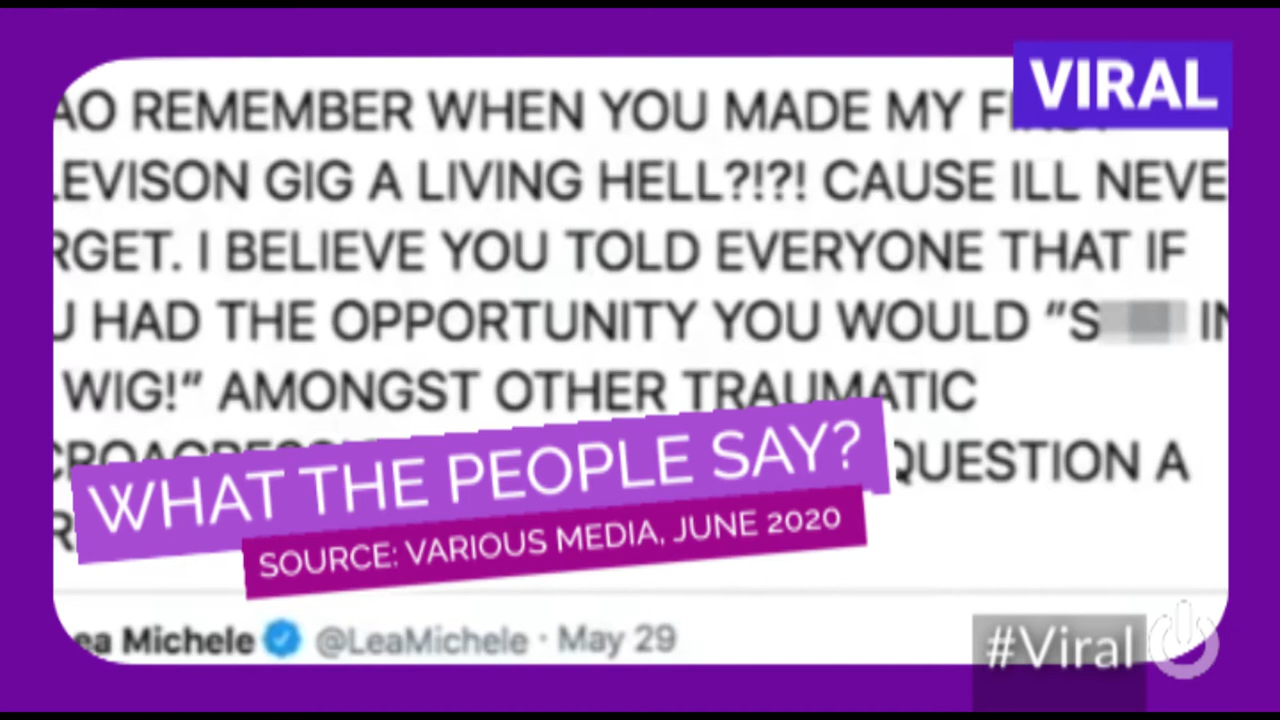 VIRAL
AO REMEMBER WHEN YOU MADE MY
LEVISON GIG A LIVING HELL?!?! CAUSE ILL NEVE
RGET. I BELIEVE YOU TOLD EVERYONE THAT IF
U HAD THE OPPORTUNITY YOU WOULD “S IN
WIG!” AMONGST OTHER TRAUMATIC
QUESTION A
WHAT THE PEOPLE SAY?
SOURCE: VARIOUS MEDIA, JUNE 2020
ea Michele @LeaMichele · May 29
#Viral